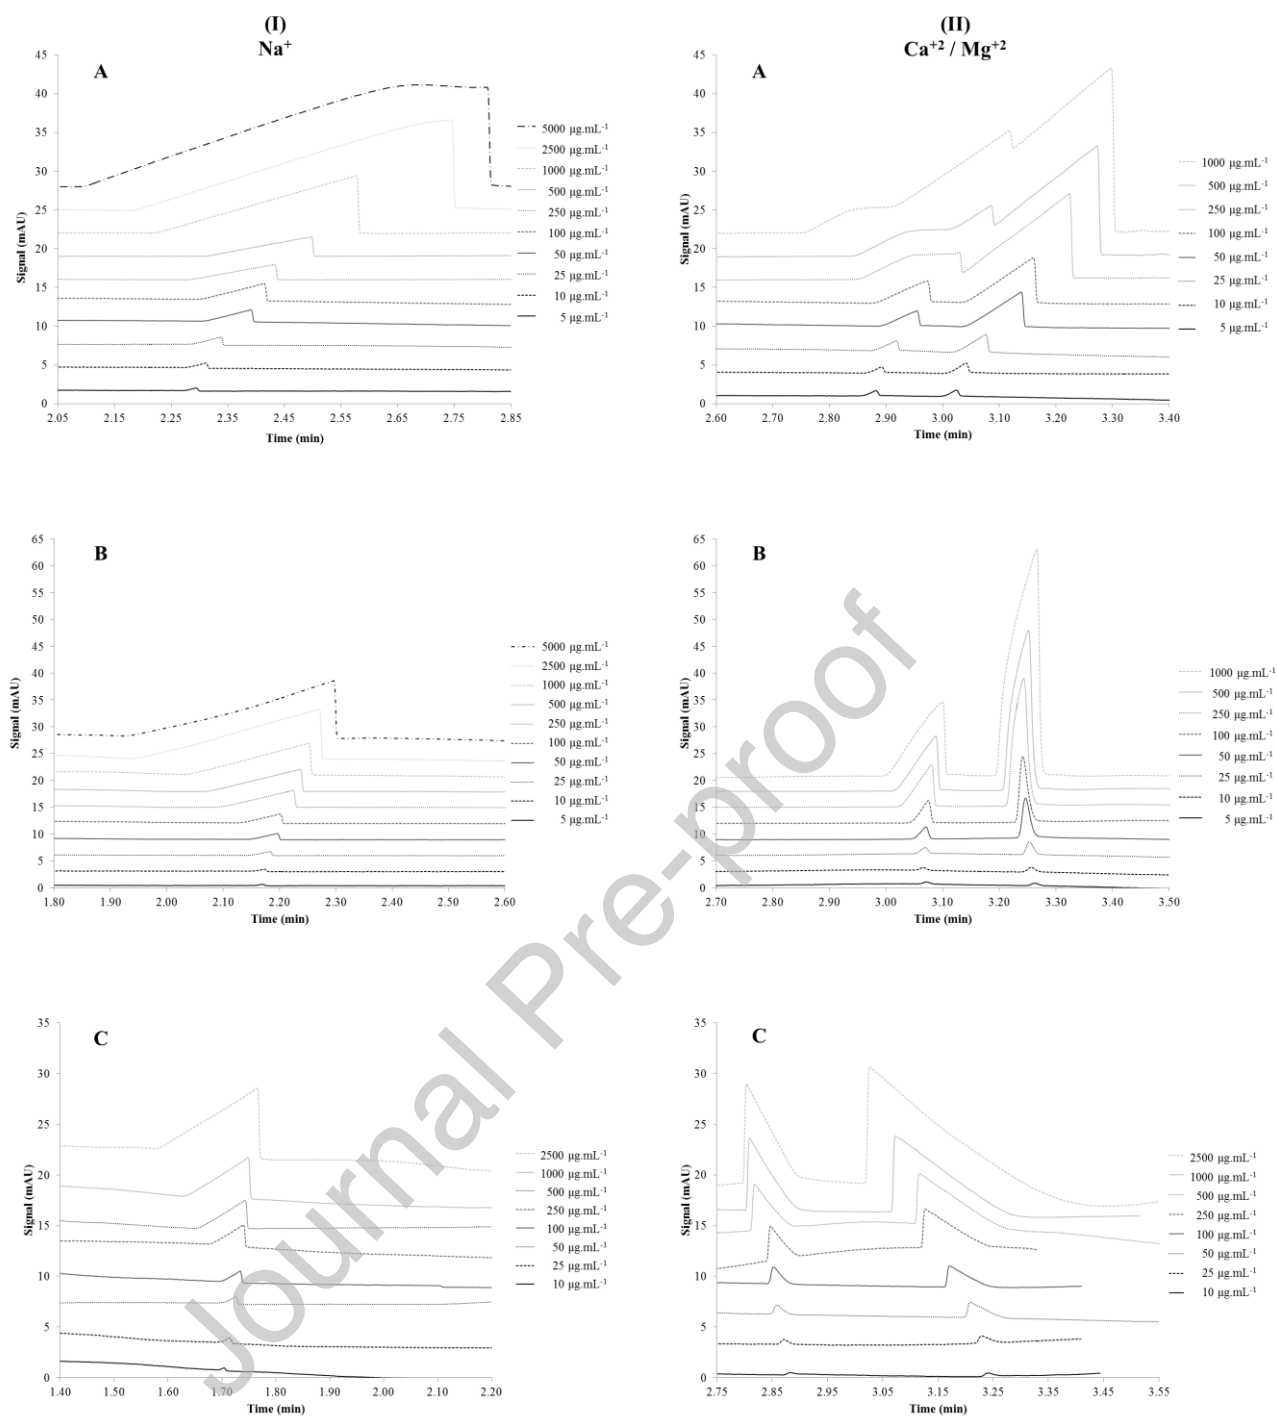 (I)
Na⁺
A
45
40
35
30
25
20
15
10
5
0
Signal (mAU)
2.05 2.15 2.25 2.35 2.45 2.55 2.65 2.75 2.85
Time (min)
5000 µg.mL⁻¹
2500 µg.mL⁻¹
1000 µg.mL⁻¹
500 µg.mL⁻¹
250 µg.mL⁻¹
100 µg.mL⁻¹
50 µg.mL⁻¹
25 µg.mL⁻¹
10 µg.mL⁻¹
5 µg.mL⁻¹
(II)
Ca⁺² / Mg⁺²
A
45
40
35
30
25
20
15
10
5
0
Signal (mAU)
2.60 2.70 2.80 2.90 3.00 3.10 3.20 3.30 3.40
Time (min)
1000 µg.mL⁻¹
500 µg.mL⁻¹
250 µg.mL⁻¹
100 µg.mL⁻¹
50 µg.mL⁻¹
25 µg.mL⁻¹
10 µg.mL⁻¹
5 µg.mL⁻¹
B
65
60
55
50
45
40
35
30
25
20
15
10
5
0
Signal (mAU)
1.80 1.90 2.00 2.10 2.20 2.30 2.40 2.50 2.60
Time (min)
5000 µg.mL⁻¹
2500 µg.mL⁻¹
1000 µg.mL⁻¹
500 µg.mL⁻¹
250 µg.mL⁻¹
100 µg.mL⁻¹
50 µg.mL⁻¹
25 µg.mL⁻¹
10 µg.mL⁻¹
5 µg.mL⁻¹
B
65
60
55
50
45
40
35
30
25
20
15
10
5
0
Signal (mAU)
2.70 2.80 2.90 3.00 3.10 3.20 3.30 3.40 3.50
Time (min)
1000 µg.mL⁻¹
500 µg.mL⁻¹
250 µg.mL⁻¹
100 µg.mL⁻¹
50 µg.mL⁻¹
25 µg.mL⁻¹
10 µg.mL⁻¹
5 µg.mL⁻¹
C
35
30
25
20
15
10
5
0
Signal (mAU)
1.40 1.50 1.60 1.70 1.80 1.90 2.00 2.10 2.20
Time (min)
2500 µg.mL⁻¹
1000 µg.mL⁻¹
500 µg.mL⁻¹
250 µg.mL⁻¹
100 µg.mL⁻¹
50 µg.mL⁻¹
25 µg.mL⁻¹
10 µg.mL⁻¹
C
35
30
25
20
15
10
5
0
Signal (mAU)
2.75 2.85 2.95 3.05 3.15 3.25 3.35 3.45 3.55
Time (min)
2500 µg.mL⁻¹
1000 µg.mL⁻¹
500 µg.mL⁻¹
250 µg.mL⁻¹
100 µg.mL⁻¹
50 µg.mL⁻¹
25 µg.mL⁻¹
10 µg.mL⁻¹
Journal Pre-proof